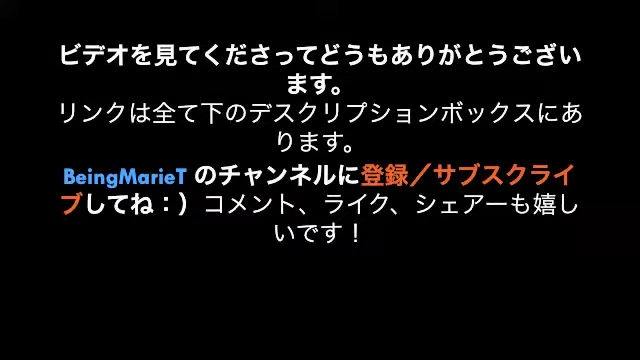 ビデオを見てくださってどうもありがとうござい
ます。
リンクは全て下のデスクリプションボックスにあ
ります。
BeingMarieT のチャンネルに登録／サブスクライ
ブしてね：）コメント、ライク、シェアーも嬉し
いです！